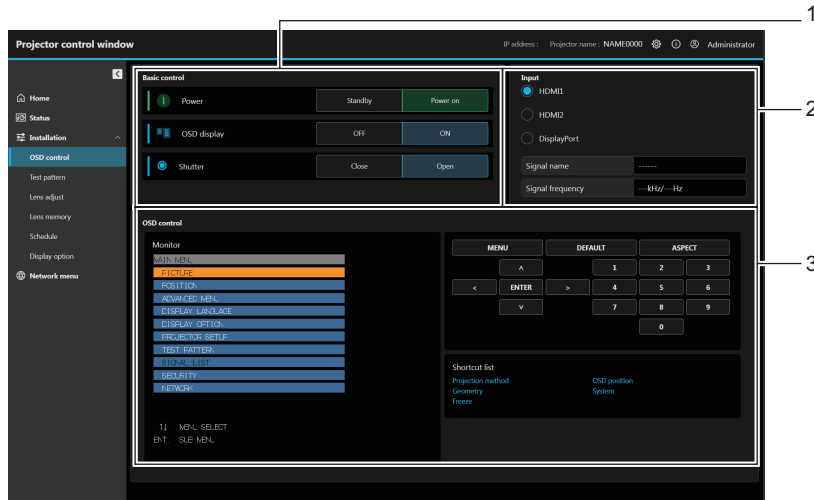 1
Projector control window
IP address : Projector name : NAME0000 Administrator
Basic control
Power Standby Power on
OSD display OFF ON
Shutter Close Open
Input
HDMI1
HDMI2
DisplayPort
Signal name ------
Signal frequency ---kHz/---Hz
2
Home
Status
Installation
OSD control
Test pattern
Lens adjust
Lens memory
Schedule
Display option
Network menu
OSD control
Monitor
MAIN MENU
PICTURE
POSITION
ADVANCED MENU
DISPLAY LANGUAGE
DISPLAY OPTION
PROJECTOR SETUP
TEST PATTERN
SIGNAL LIST
SECURITY
NETWORK
↑↓ MENU SELECT
ENT. SUB MENU
MENU DEFAULT ASPECT
1 2 3
< ENTER > 4 5 6
7 8 9
0
3
Shortcut list
Projection method OSD position
Geometry System
Freeze